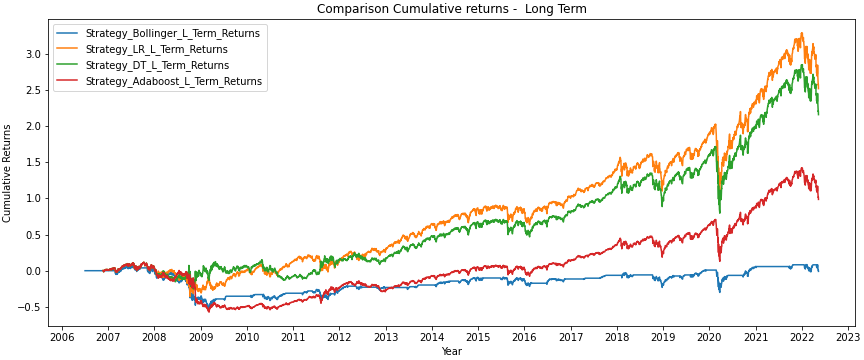 Comparison Cumulative returns -  Long Term
Strategy_Bollinger_L_Term_Returns
Strategy_LR_L_Term_Returns
Strategy_DT_L_Term_Returns
Strategy_Adaboost_L_Term_Returns
Cumulative Returns
3.0
2.5
2.0
1.5
1.0
0.5
0.0
−0.5
2006 2007 2008 2009 2010 2011 2012 2013 2014 2015 2016 2017 2018 2019 2020 2021 2022 2023
Year